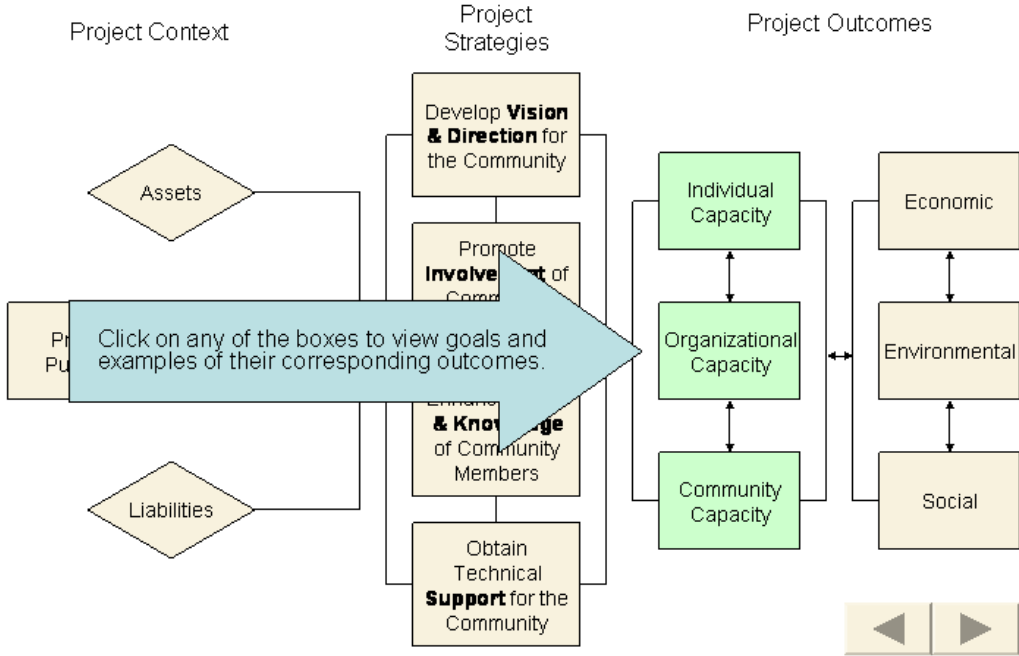 Project Context
Project
Strategies
Project Outcomes
Assets
Liabilities
Develop Vision
& Direction for
the Community
Promote
of
& 
of Community
Members
Obtain
Technical
Support for the
Community
Click on any of the boxes to view goals and
examples of their corresponding outcomes.
Individual
Capacity
Organizational
Capacity
Community
Capacity
Economic
Environmental
Social